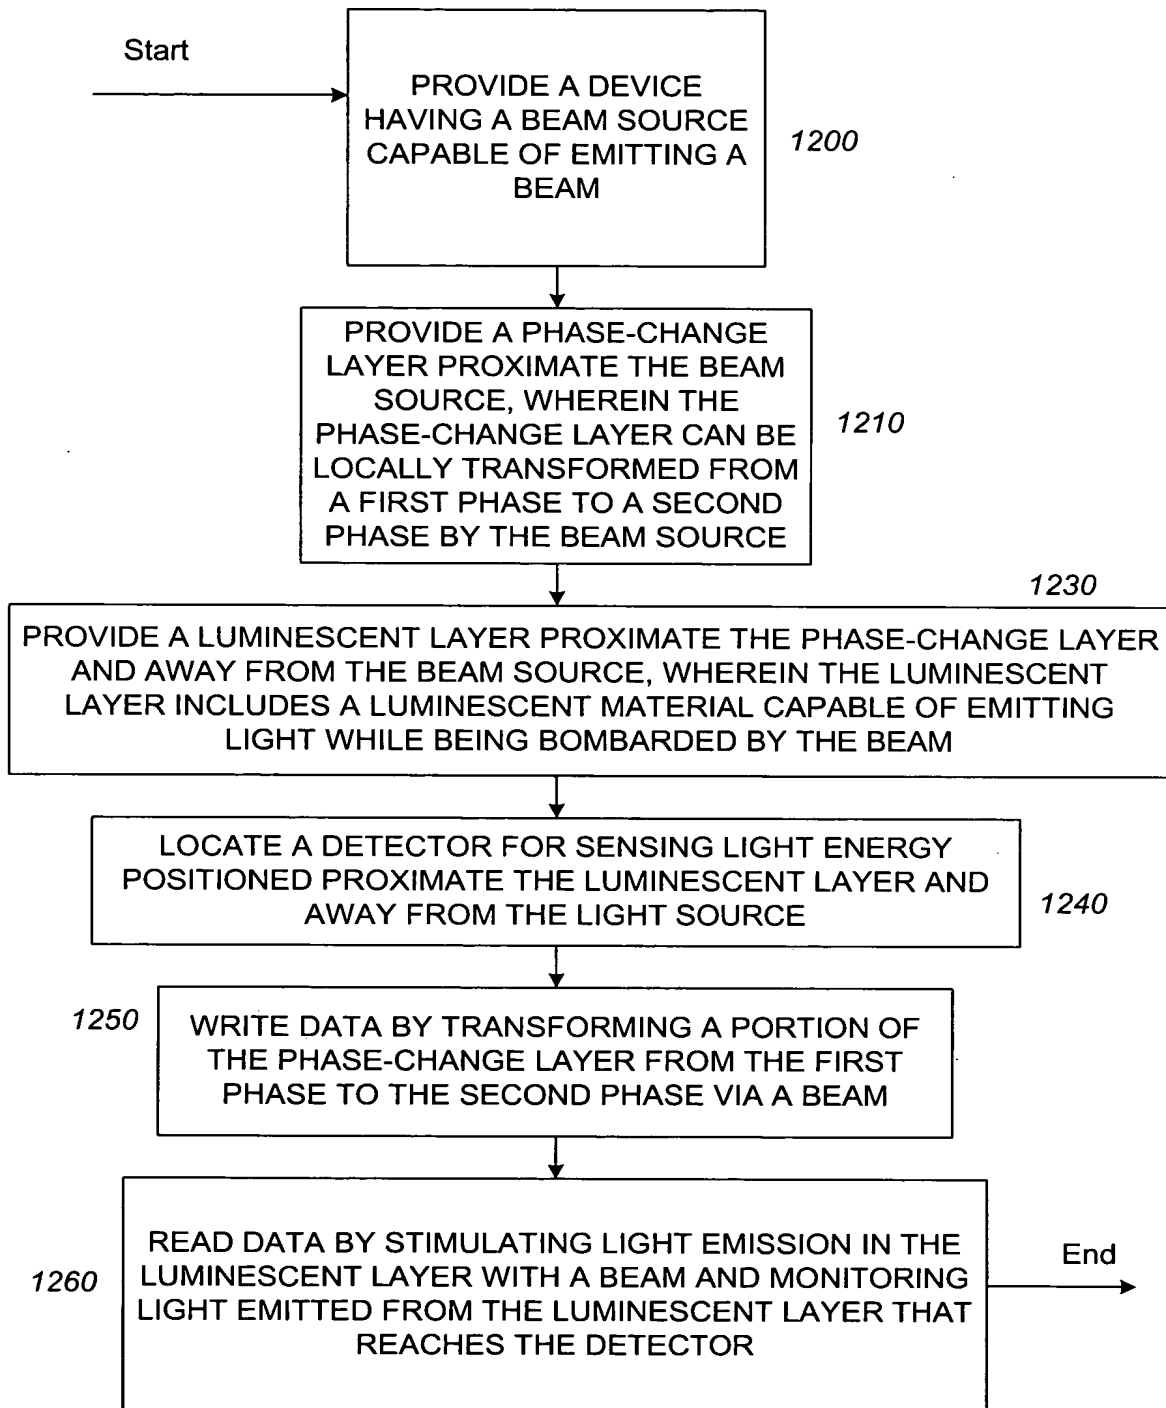 Start
PROVIDE A DEVICE
HAVING A BEAM SOURCE
CAPABLE OF EMITTING A
BEAM
1200
PROVIDE A PHASE-CHANGE
LAYER PROXIMATE THE BEAM
SOURCE, WHEREIN THE
PHASE-CHANGE LAYER CAN BE
LOCALLY TRANSFORMED FROM
A FIRST PHASE TO A SECOND
PHASE BY THE BEAM SOURCE
1210
1230
PROVIDE A LUMINESCENT LAYER PROXIMATE THE PHASE-CHANGE LAYER
AND AWAY FROM THE BEAM SOURCE, WHEREIN THE LUMINESCENT
LAYER INCLUDES A LUMINESCENT MATERIAL CAPABLE OF EMITTING
LIGHT WHILE BEING BOMBARDED BY THE BEAM
LOCATE A DETECTOR FOR SENSING LIGHT ENERGY
POSITIONED PROXIMATE THE LUMINESCENT LAYER AND
AWAY FROM THE LIGHT SOURCE
1240
1250
WRITE DATA BY TRANSFORMING A PORTION OF
THE PHASE-CHANGE LAYER FROM THE FIRST
PHASE TO THE SECOND PHASE VIA A BEAM
1260
READ DATA BY STIMULATING LIGHT EMISSION IN THE
LUMINESCENT LAYER WITH A BEAM AND MONITORING
LIGHT EMITTED FROM THE LUMINESCENT LAYER THAT
REACHES THE DETECTOR
End